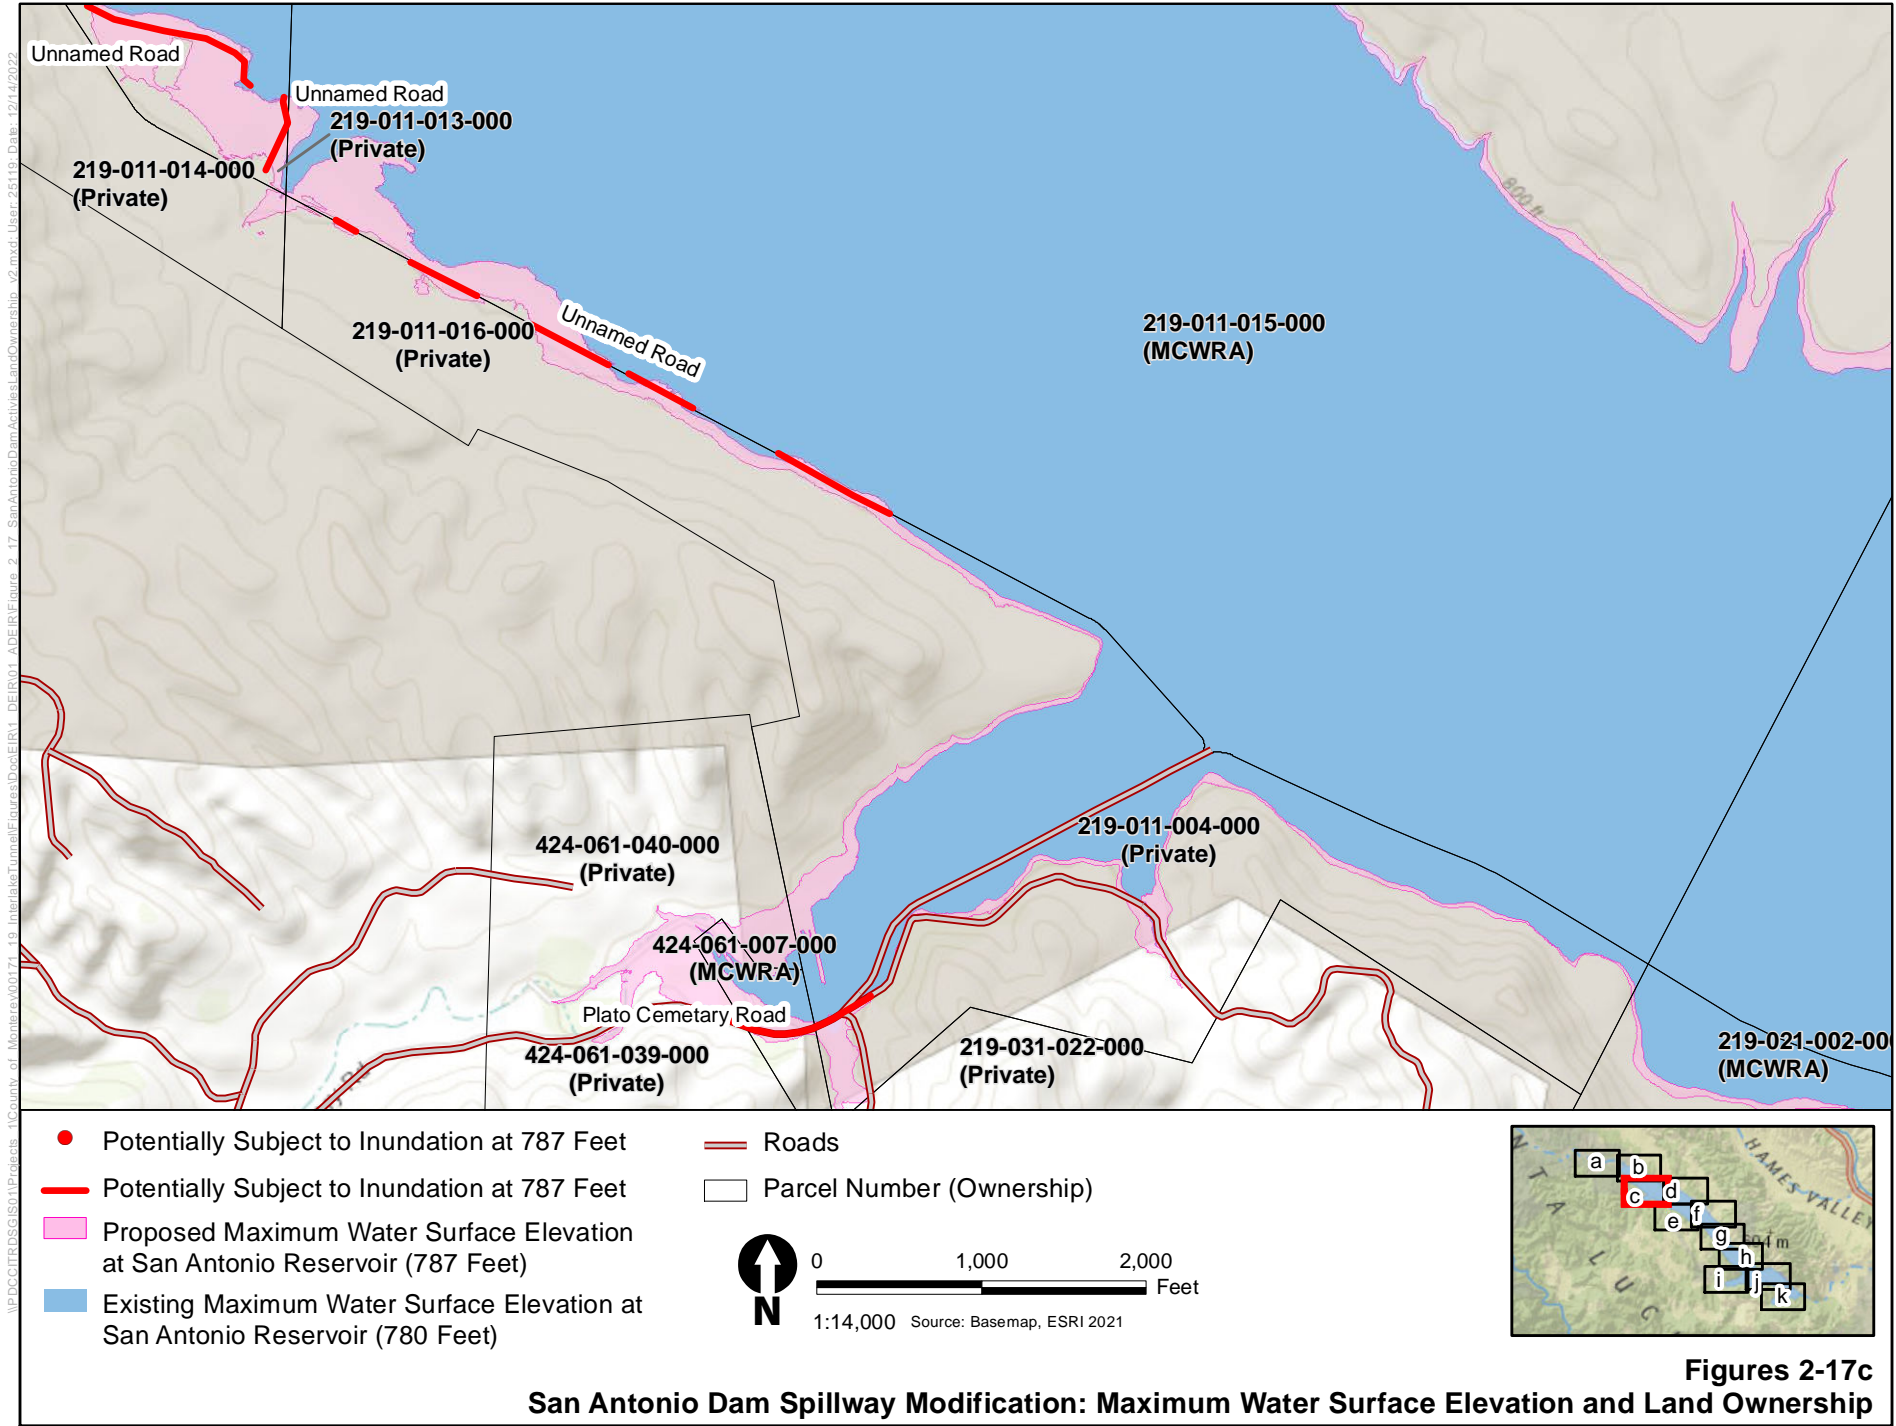 Unnamed Road
Unnamed Road
219-011-013-000
(Private)
219-011-014-000
(Private)
800 ft
219-011-016-000
(Private)
Unnamed Road
219-011-015-000
(MCWRA)
219-011-004-000
(Private)
424-061-040-000
(Private)
424-061-007-000
(MCWRA)
Plato Cemetary Road
424-061-039-000
(Private)
Rd
219-031-022-000
(Private)
219-021-002-00
(MCWRA)
Potentially Subject to Inundation at 787 Feet
Potentially Subject to Inundation at 787 Feet
Proposed Maximum Water Surface Elevation
at San Antonio Reservoir (787 Feet)
Existing Maximum Water Surface Elevation at
San Antonio Reservoir (780 Feet)
Roads
Parcel Number (Ownership)
N
0 1,000 2,000
Feet
1:14,000 Source: Basemap, ESRI 2021
N T A L U C
HAMES VALLEY
a
b
c
d
e
f
g
h
i
j
k
Figures 2-17c
San Antonio Dam Spillway Modification: Maximum Water Surface Elevation and Land Ownership